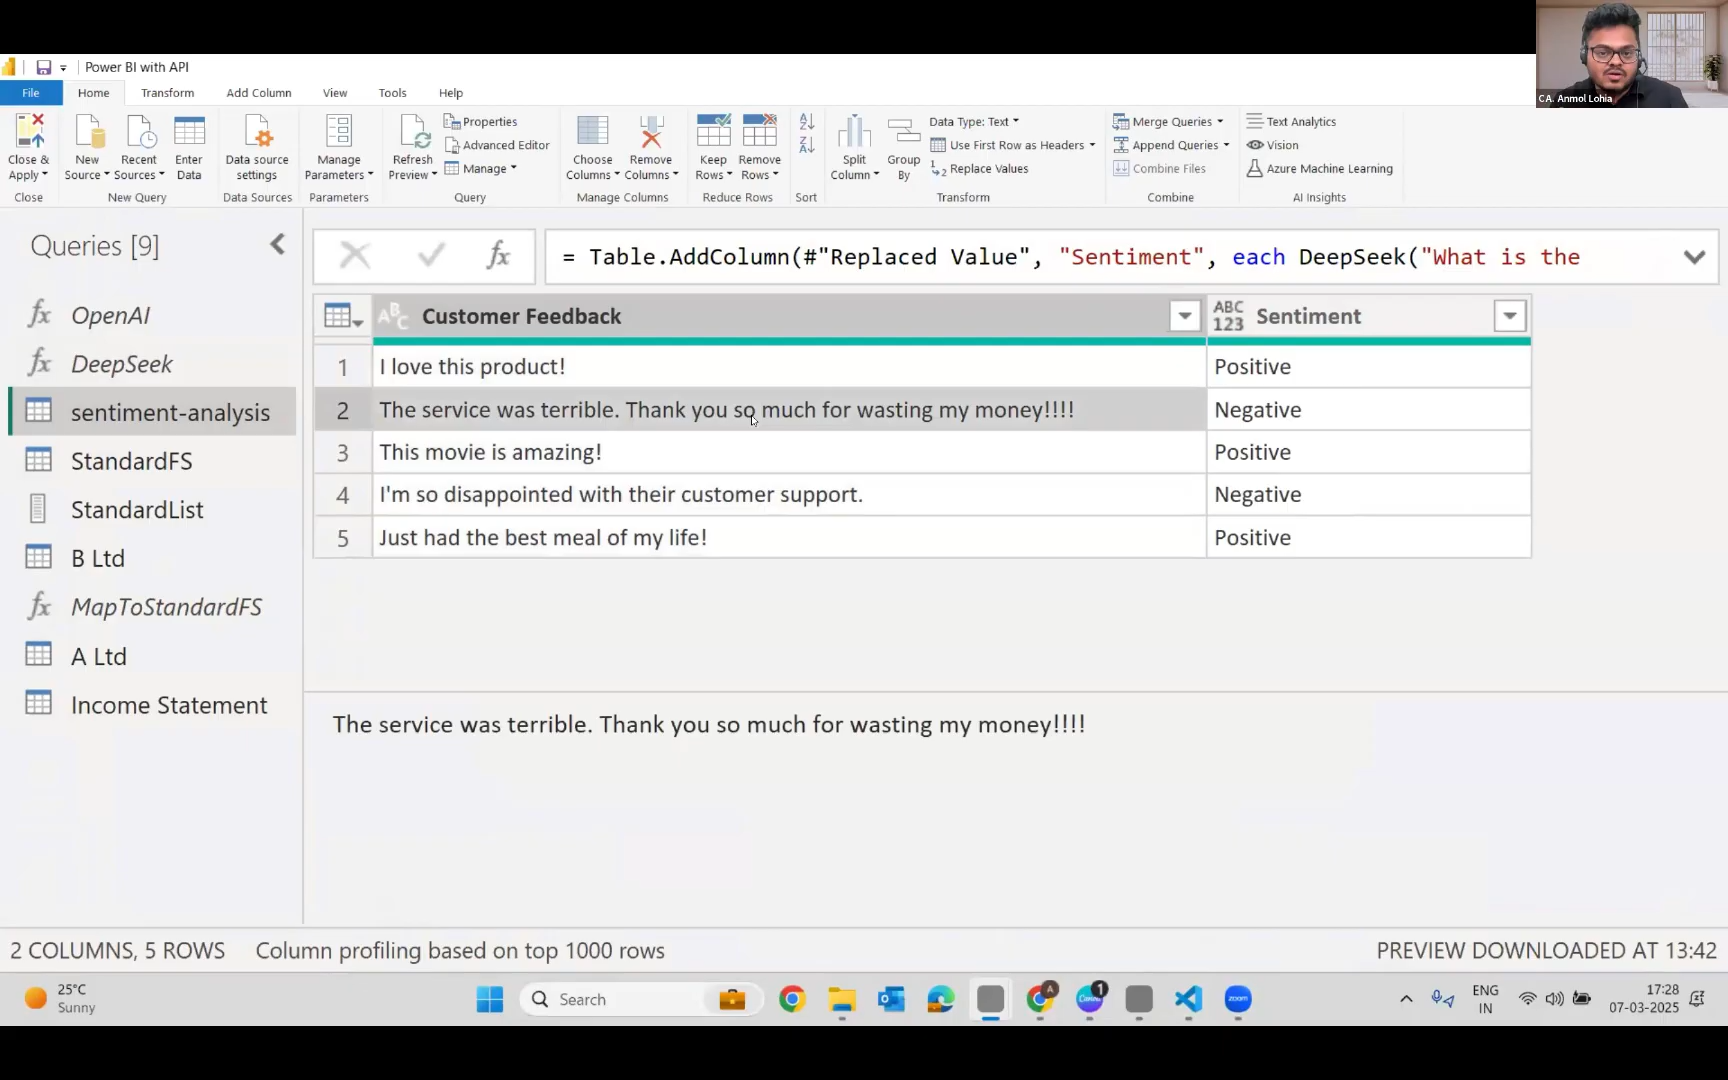 Power BI with API
CA. Anmol Lohia
File Home Transform Add Column View Tools Help
Close & Apply
New Source
Recent Sources
Enter Data
Data source settings
Manage Parameters
Refresh Preview
Properties
Advanced Editor
Manage
Choose Columns
Remove Columns
Keep Rows
Remove Rows
Split Column
Group By
Data Type: Text
Use First Row as Headers
Replace Values
Merge Queries
Append Queries
Combine Files
Text Analytics
Vision
Azure Machine Learning
Close New Query Data Sources Parameters Query Manage Columns Reduce Rows Sort Transform Combine AI Insights
Queries [9]
fx = Table.AddColumn(#"Replaced Value", "Sentiment", each DeepSeek("What is the
fx OpenAI
fx DeepSeek
sentiment-analysis
StandardFS
StandardList
B Ltd
fx MapToStandardFS
A Ltd
Income Statement
ABC Customer Feedback ABC 123 Sentiment
1 I love this product! Positive
2 The service was terrible. Thank you so much for wasting my money!!!! Negative
3 This movie is amazing! Positive
4 I'm so disappointed with their customer support. Negative
5 Just had the best meal of my life! Positive
The service was terrible. Thank you so much for wasting my money!!!!
2 COLUMNS, 5 ROWS Column profiling based on top 1000 rows PREVIEW DOWNLOADED AT 13:42
25°C
Sunny
Search
A
Canva
1
zoom
ENG
IN
17:28
07-03-2025